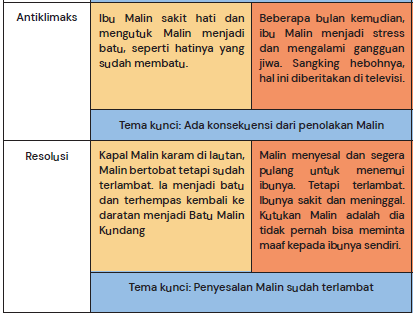 Antiklimaks
Ibu Malin sakit hati dan
mengutuk Malin menjadi
batu, seperti hatinya yang
sudah membatu.
Beberapa bulan kemudian,
ibu Malin menjadi stress
dan mengalami gangguan
jiwa. Sangking hebohnya,
hal ini diberitakan di televisi.
Tema kunci: Ada konsekuensi dari penolakan Malin
Resolusi
Kapal Malin karam di lautan,
Malin bertobat tetapi sudah
terlambat. Ia menjadi batu
dan terhempas kembali ke
daratan menjadi Batu Malin
Kundang
Malin menyesal dan segera
pulang untuk menemui
ibunya. Tetapi terlambat.
Ibunya sakit dan meninggal.
Kutukan Malin adalah dia
tidak pernah bisa meminta
maaf kepada ibunya sendiri.
Tema kunci: Penyesalan Malin sudah terlambat